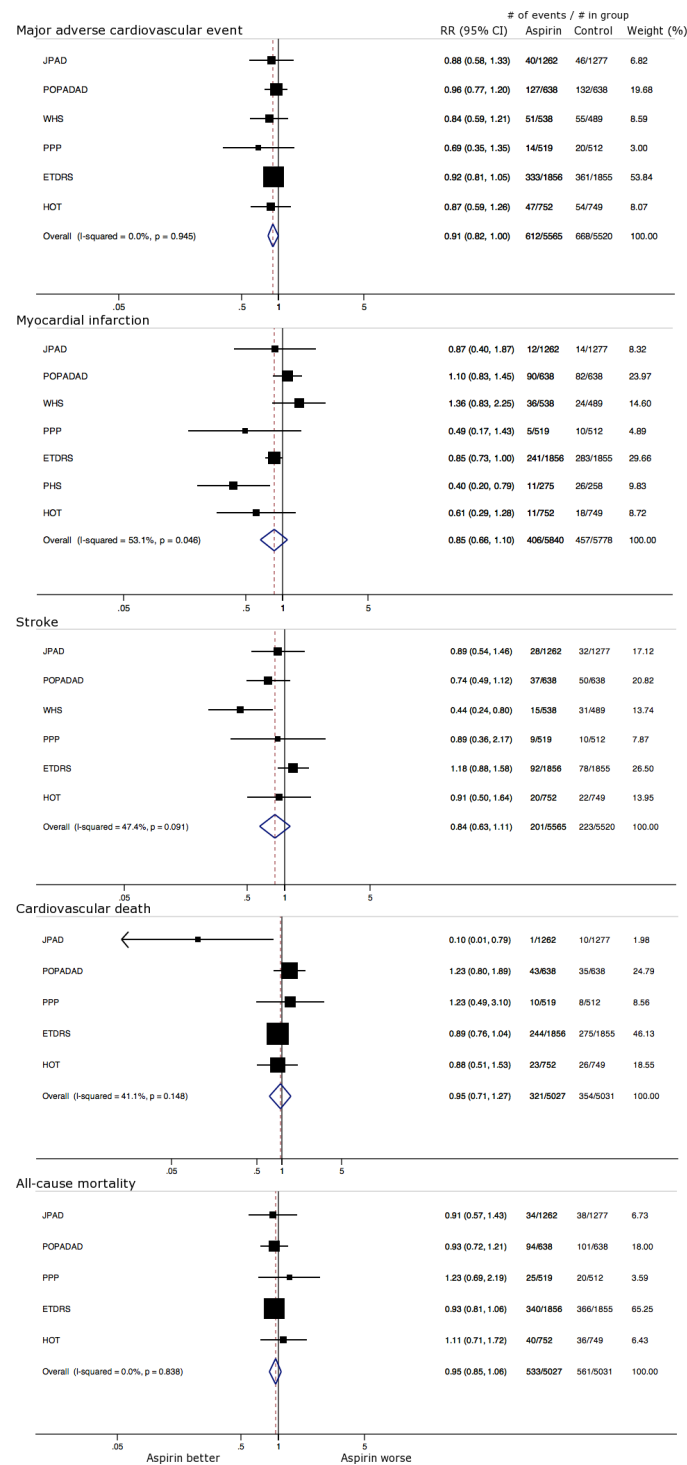 # of events / # in group
Major adverse cardiovascular event RR (95% CI) Aspirin Control Weight (%)
JPAD 0.88 (0.58, 1.33) 40/1262 46/1277 6.82
POPADAD 0.96 (0.77, 1.20) 127/638 132/638 19.68
WHS 0.84 (0.59, 1.21) 51/538 55/489 8.59
PPP 0.69 (0.35, 1.35) 14/519 20/512 3.00
ETDRS 0.92 (0.81, 1.05) 333/1856 361/1855 53.84
HOT 0.87 (0.59, 1.26) 47/752 54/749 8.07
Overall (I-squared = 0.0%, p = 0.945) 0.91 (0.82, 1.00) 612/5565 668/5520 100.00
.05 .5 1 5
Myocardial infarction
JPAD 0.87 (0.40, 1.87) 12/1262 14/1277 8.32
POPADAD 1.10 (0.83, 1.45) 90/638 82/638 23.97
WHS 1.36 (0.83, 2.25) 36/538 24/489 14.60
PPP 0.49 (0.17, 1.43) 5/519 10/512 4.89
ETDRS 0.85 (0.73, 1.00) 241/1856 283/1855 29.66
PHS 0.40 (0.20, 0.79) 11/275 26/258 9.83
HOT 0.61 (0.29, 1.28) 11/752 18/749 8.72
Overall (I-squared = 53.1%, p = 0.046) 0.85 (0.66, 1.10) 406/5840 457/5778 100.00
.05 .5 1 5
Stroke
JPAD 0.89 (0.54, 1.46) 28/1262 32/1277 17.12
POPADAD 0.74 (0.49, 1.12) 37/638 50/638 20.82
WHS 0.44 (0.24, 0.80) 15/538 31/489 13.74
PPP 0.89 (0.36, 2.17) 9/519 10/512 7.87
ETDRS 1.18 (0.88, 1.58) 92/1856 78/1855 26.50
HOT 0.91 (0.50, 1.64) 20/752 22/749 13.95
Overall (I-squared = 47.4%, p = 0.091) 0.84 (0.63, 1.11) 201/5565 223/5520 100.00
.05 .5 1 5
Cardiovascular death
JPAD 0.10 (0.01, 0.79) 1/1262 10/1277 1.98
POPADAD 1.23 (0.80, 1.89) 43/638 35/638 24.79
PPP 1.23 (0.49, 3.10) 10/519 8/512 8.56
ETDRS 0.89 (0.76, 1.04) 244/1856 275/1855 46.13
HOT 0.88 (0.51, 1.53) 23/752 26/749 18.55
Overall (I-squared = 41.1%, p = 0.148) 0.95 (0.71, 1.27) 321/5027 354/5031 100.00
.05 .5 1 5
All-cause mortality
JPAD 0.91 (0.57, 1.43) 34/1262 38/1277 6.73
POPADAD 0.93 (0.72, 1.21) 94/638 101/638 18.00
PPP 1.23 (0.69, 2.19) 25/519 20/512 3.59
ETDRS 0.93 (0.81, 1.06) 340/1856 366/1855 65.25
HOT 1.11 (0.71, 1.72) 40/752 36/749 6.43
Overall (I-squared = 0.0%, p = 0.838) 0.95 (0.85, 1.06) 533/5027 561/5031 100.00
.05 .5 1 5
Aspirin better Aspirin worse